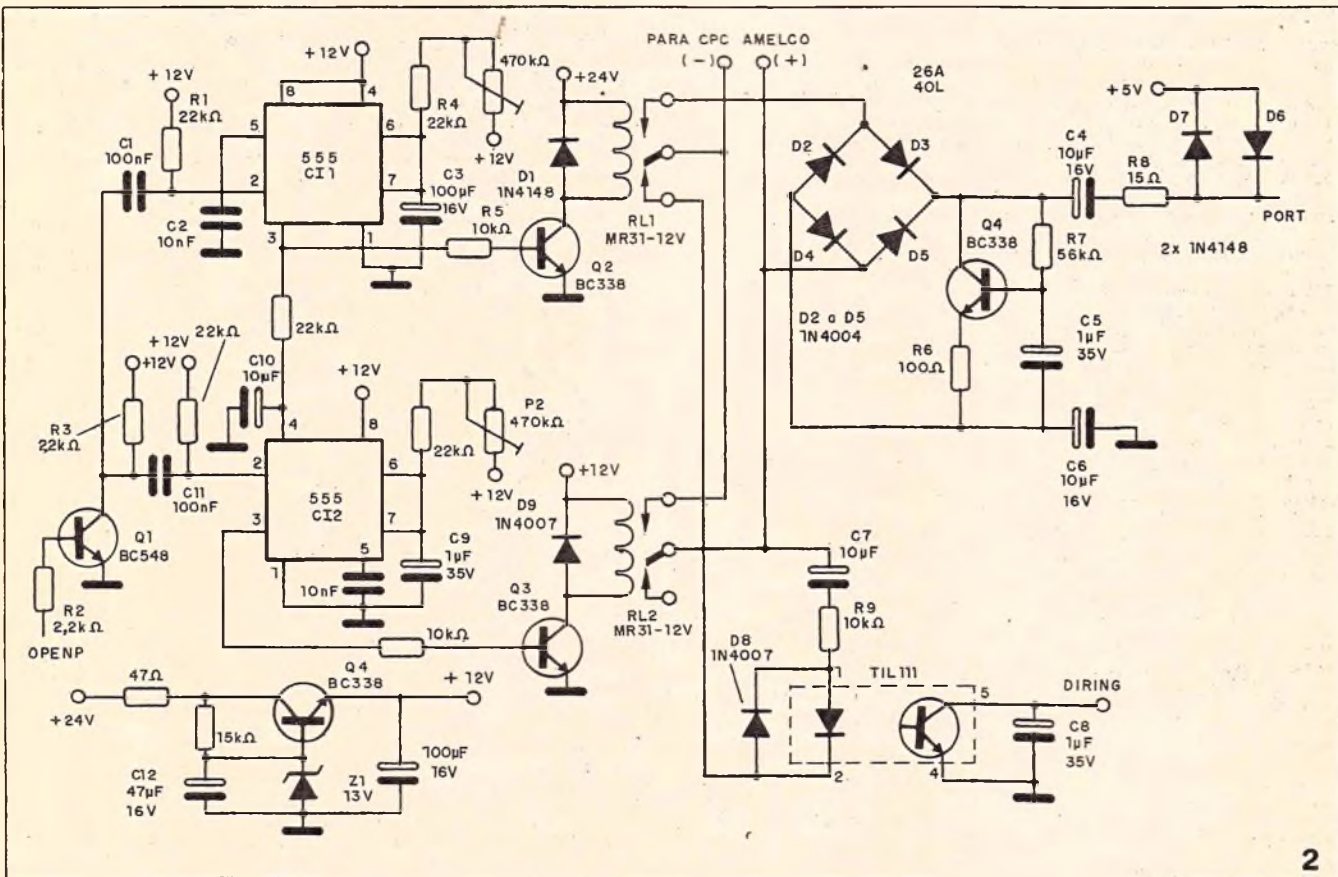 PARA CPC AMELCO
(-) (+)
+12V
+12V
R1
22kΩ
C1
100nF
8
4
5
2
555
CI1
6
7
3
1
C2
10nF
R4
22kΩ
470kΩ
+12V
C3
100µF
16V
R5
10kΩ
+24V
D1
1N4148
Q2
BC338
RL1
MR31-12V
26A
40L
D2
D3
D4
D5
D2 a D5
1N4004
Q4
BC338
R6
100Ω
R7
56kΩ
C5
1µF
35V
C6
10µF
16V
C4
10µF
16V
R8
15Ω
+5V
D7
D6
PORT
2x 1N4148
22kΩ
22kΩ
+12V
+12V
R3
2,2kΩ
C11
100nF
C10
10µF
+12V
4
8
2
3
555
CI2
6
7
1
5
10nF
22kΩ
P2
470kΩ
+12V
C9
1µF
35V
10kΩ
+12V
D9
1N4007
Q3
BC338
RL2
MR31-12V
Q1
BC548
R2
2,2kΩ
OPENP
C7
10µF
R9
10kΩ
D8
1N4007
1
TIL111
2
5
4
DIRING
C8
1µF
35V
47Ω
+24V
Q4
BC338
+12V
15kΩ
C12
47µF
16V
Z1
13V
100µF
16V
2